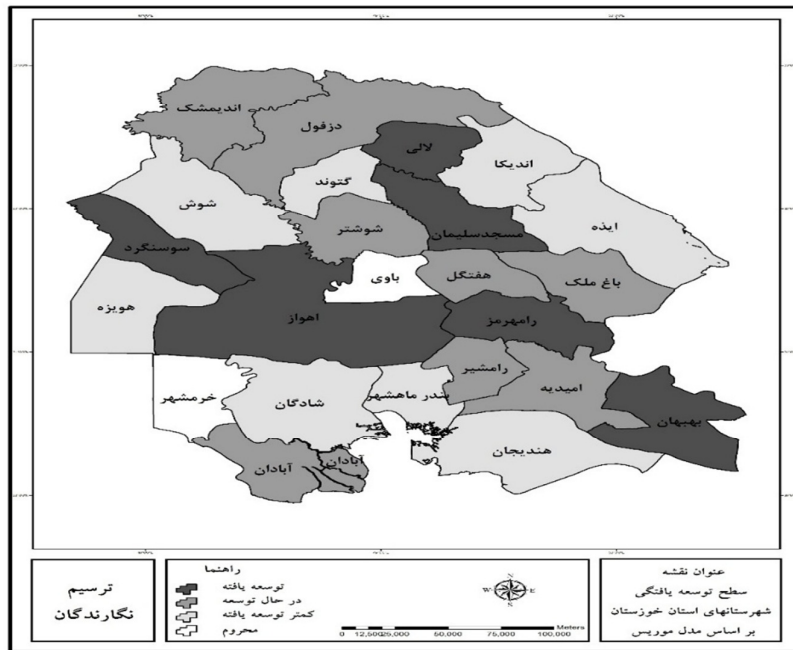 اندیمشک
دزفول
لالی
اندیکا
گتوند
شوش
ایذه
شوشتر
مسجدسلیمان
سوسنگرد
باوی
هفتگل
باغ ملک
هویزه
اهواز
رامهرمز
رامشیر
امیدیه
خرمشهر
شادگان
بندر ماهشهر
بهبهان
هندیجان
آبادان
آبادان
عنوان نقشه
سطح توسعه یافتگی
شهرستانهای استان خوزستان
بر اساس مدل موریس
راهنما
توسعه یافته
در حال توسعه
کمتر توسعه یافته
محروم
N
W E
S
0 12,500 25,000 50,000 75,000 100,000 Meters
ترسیم
نگارندگان